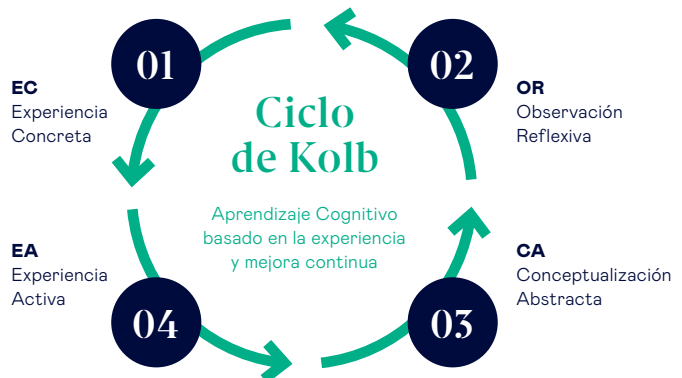 01
EC
Experiencia
Concreta
02
OR
Observación
Reflexiva
Ciclo
de Kolb
Aprendizaje Cognitivo
basado en la experiencia
y mejora continua
EA
Experiencia
Activa
04
03
CA
Conceptualización
Abstracta